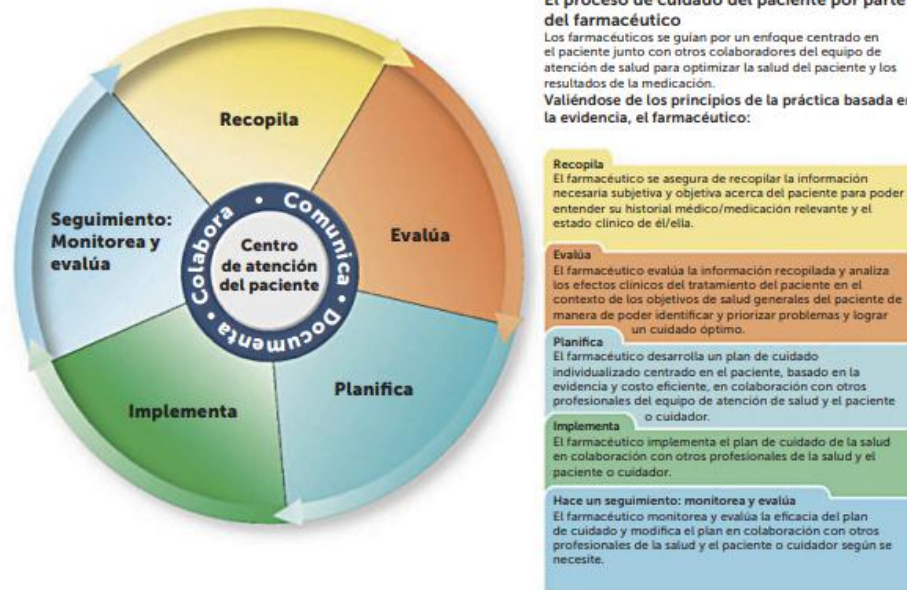 El proceso de cuidado del paciente por parte
del farmacéutico
Los farmacéuticos se guían por un enfoque centrado en
el paciente junto con otros colaboradores del equipo de
atención de salud para optimizar la salud del paciente y los
resultados de la medicación.
Valiéndose de los principios de la práctica basada en
la evidencia, el farmacéutico:
Recopila
Evalúa
Planifica
Implementa
Seguimiento:
Monitorea y
evalúa
Colabora • Comunica • Documenta •
Centro
de atención
del paciente
Recopila
El farmacéutico se asegura de recopilar la información
necesaria subjetiva y objetiva acerca del paciente para poder
entender su historial médico/medicación relevante y el
estado clínico de él/ella.
Evalúa
El farmacéutico evalúa la información recopilada y analiza
los efectos clínicos del tratamiento del paciente en el
contexto de los objetivos de salud generales del paciente de
manera de poder identificar y priorizar problemas y lograr
un cuidado óptimo.
Planifica
El farmacéutico desarrolla un plan de cuidado
individualizado centrado en el paciente, basado en la
evidencia y costo eficiente, en colaboración con otros
profesionales del equipo de atención de salud y el paciente
o cuidador.
Implementa
El farmacéutico implementa el plan de cuidado de la salud
en colaboración con otros profesionales de la salud y el
paciente o cuidador.
Hace un seguimiento: monitorea y evalúa
El farmacéutico monitorea y evalúa la eficacia del plan
de cuidado y modifica el plan en colaboración con otros
profesionales de la salud y el paciente o cuidador según se
necesite.